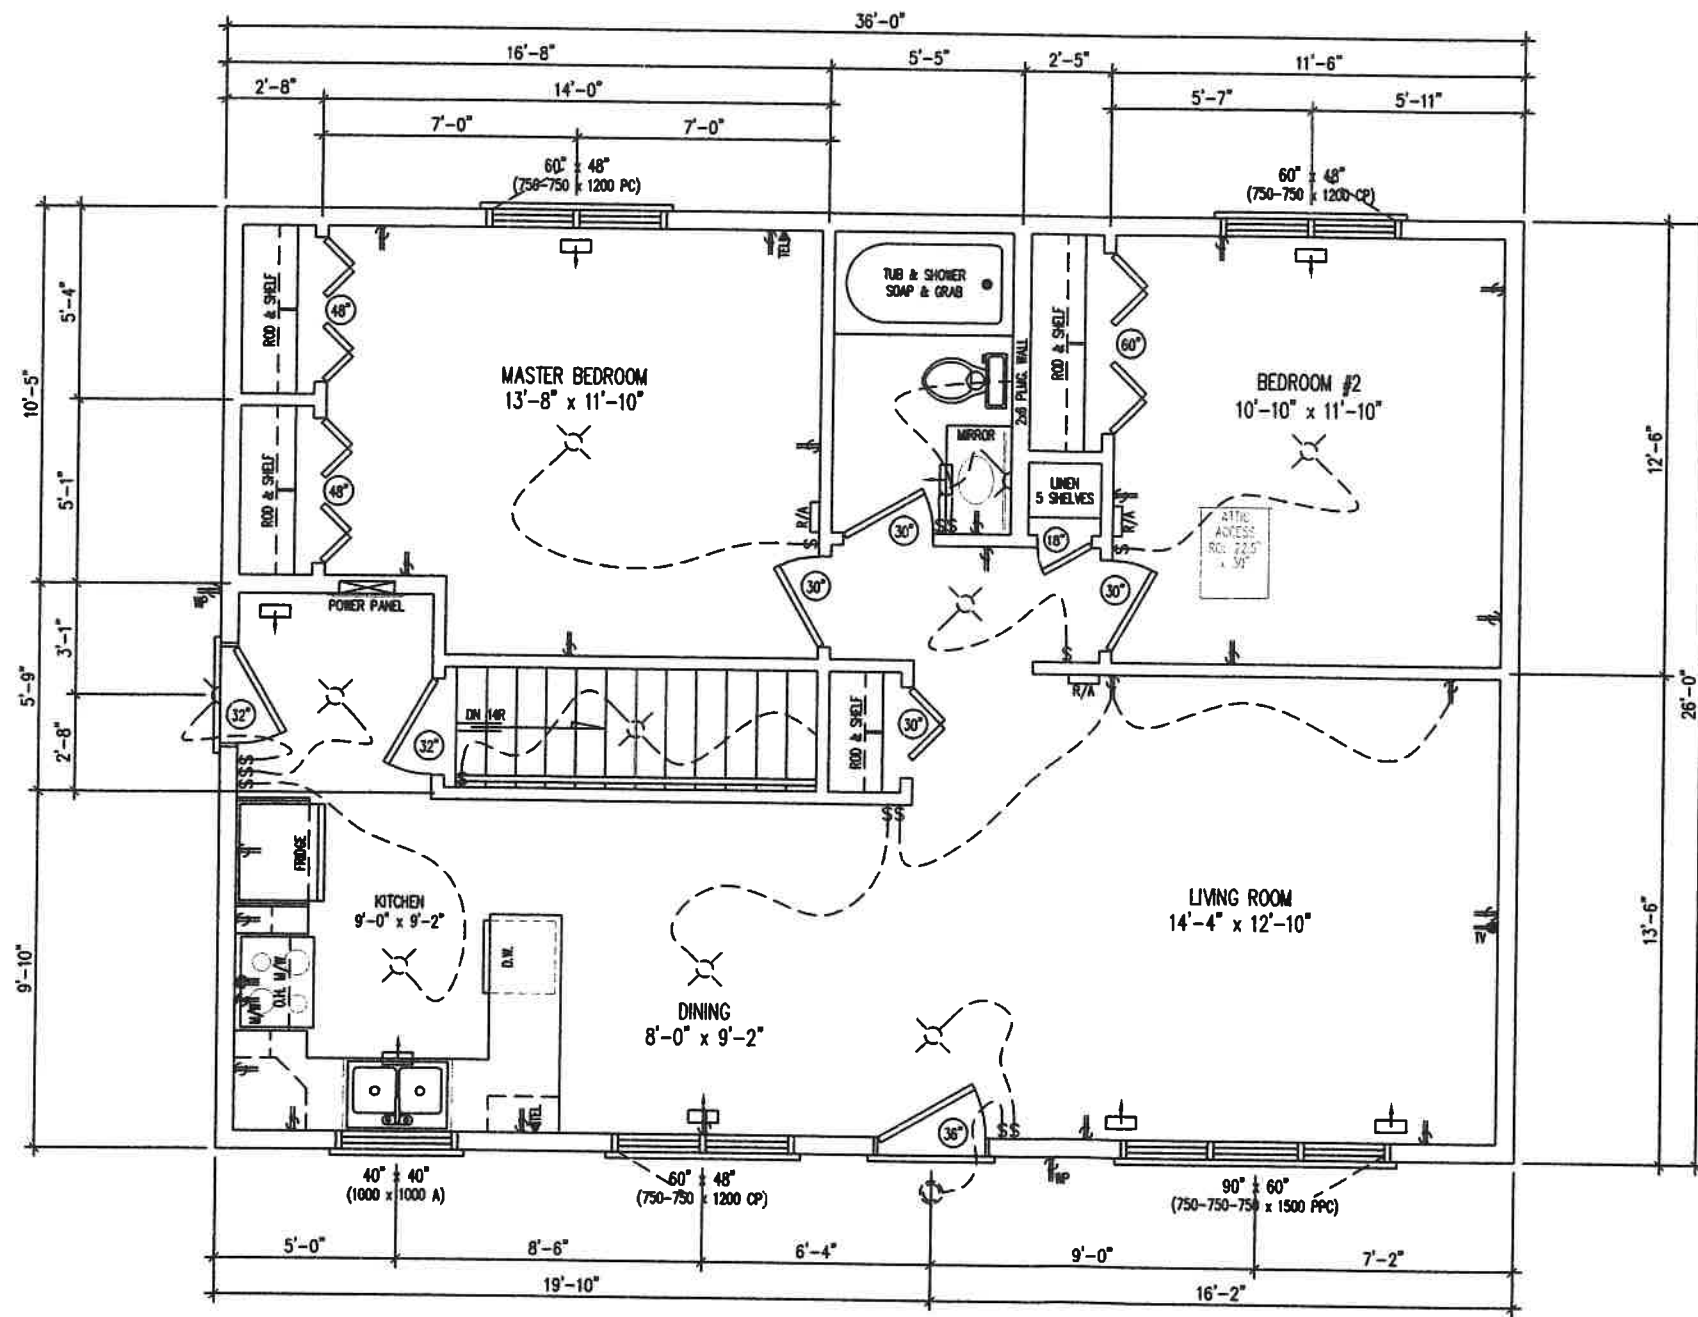 36'-0"
16'-8"
5'-5"
2'-5"
11'-6"
2'-8"
14'-0"
5'-7"
5'-11"
7'-0"
7'-0"
60" x 48"
(750-750 x 1200 PC)
60" x 48"
(750-750 x 1200 CP)
10'-5"
5'-4"
5'-1"
5'-9"
3'-1"
2'-8"
9'-10"
12'-6"
26'-0"
13'-6"
ROD & SHELF
48"
TEL
TUB & SHOWER
SOAP & GRAB
2x6 PLMG. WALL
ROD & SHELF
60"
MASTER BEDROOM
13'-8" x 11'-10"
BEDROOM #2
10'-10" x 11'-10"
MIRROR
ROD & SHELF
48"
LINEN
5 SHELVES
R/A
R/A
S
30"
SS
18"
S
ATTIC
ACCESS
R.O. 22.5"
x 30"
POWER PANEL
30"
30"
S
R/A
32"
32"
DN 14R
S
ROD & SHELF
30"
SSS
SS
FRIDGE
KITCHEN
9'-0" x 9'-2"
LIVING ROOM
14'-4" x 12'-10"
TV
D.W.
O.H. M/W
M/W
DINING
8'-0" x 9'-2"
TEL
36"
SS
WP
40" x 40"
(1000 x 1000 A)
60" x 48"
(750-750 x 1200 CP)
90" x 60"
(750-750-750 x 1500 PPC)
5'-0"
8'-6"
6'-4"
9'-0"
7'-2"
19'-10"
16'-2"